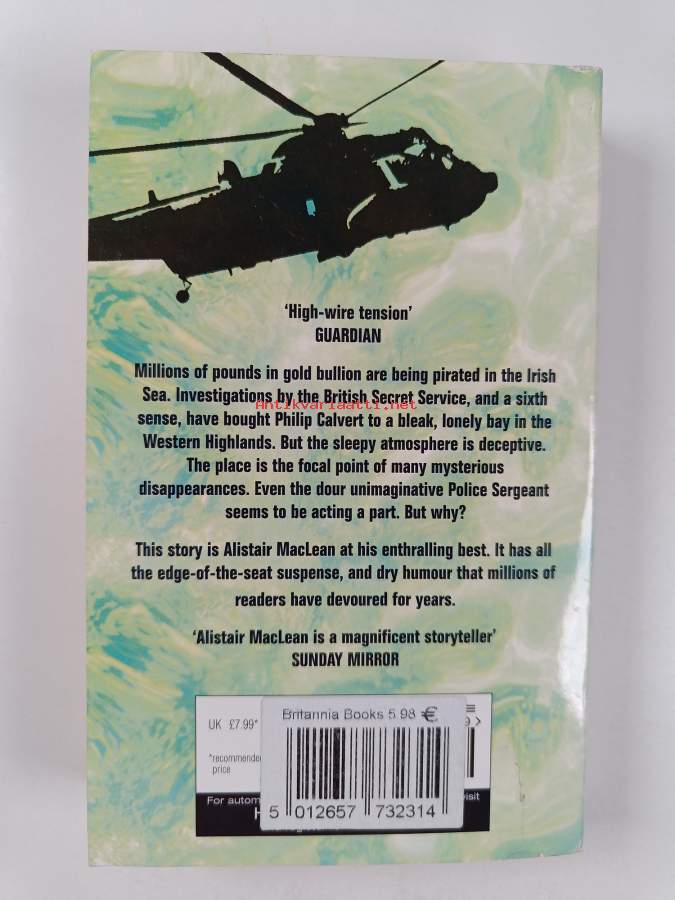 'High-wire tension'
GUARDIAN
Millions of pounds in gold bullion are being pirated in the Irish
Sea. Investigations by the British Secret Service, and a sixth
Antikvariaatti.net
sense, have bought Philip Calvert to a bleak, lonely bay in the
Western Highlands. But the sleepy atmosphere is deceptive.
The place is the focal point of many mysterious
disappearances. Even the dour unimaginative Police Sergeant
seems to be acting a part. But why?
This story is Alistair MacLean at his enthralling best. It has all
the edge-of-the-seat suspense, and dry humour that millions of
readers have devoured for years.
'Alistair MacLean is a magnificent storyteller'
SUNDAY MIRROR
UK £7.99*
*recommended
price
Britannia Books 5.98 €
9 >
5 012657 732314
For autom